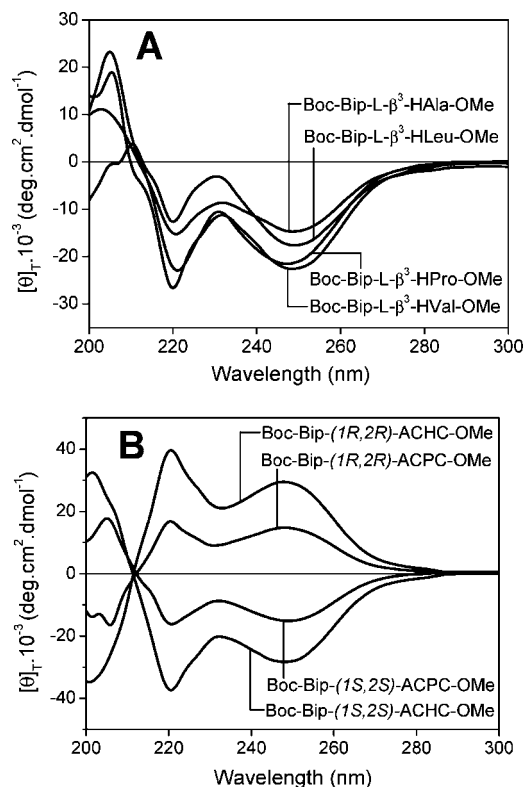 A
30
20
10
0
-10
-20
-30
[θ]T.10-3 (deg.cm2.dmol-1)
Boc-Bip-L-β3-HAla-OMe
Boc-Bip-L-β3-HLeu-OMe
Boc-Bip-L-β3-HPro-OMe
Boc-Bip-L-β3-HVal-OMe
200 220 240 260 280 300
Wavelength (nm)
B
40
20
0
-20
-40
[θ]T.10-3 (deg.cm2.dmol-1)
Boc-Bip-(1R,2R)-ACHC-OMe
Boc-Bip-(1R,2R)-ACPC-OMe
Boc-Bip-(1S,2S)-ACPC-OMe
Boc-Bip-(1S,2S)-ACHC-OMe
200 220 240 260 280 300
Wavelength (nm)